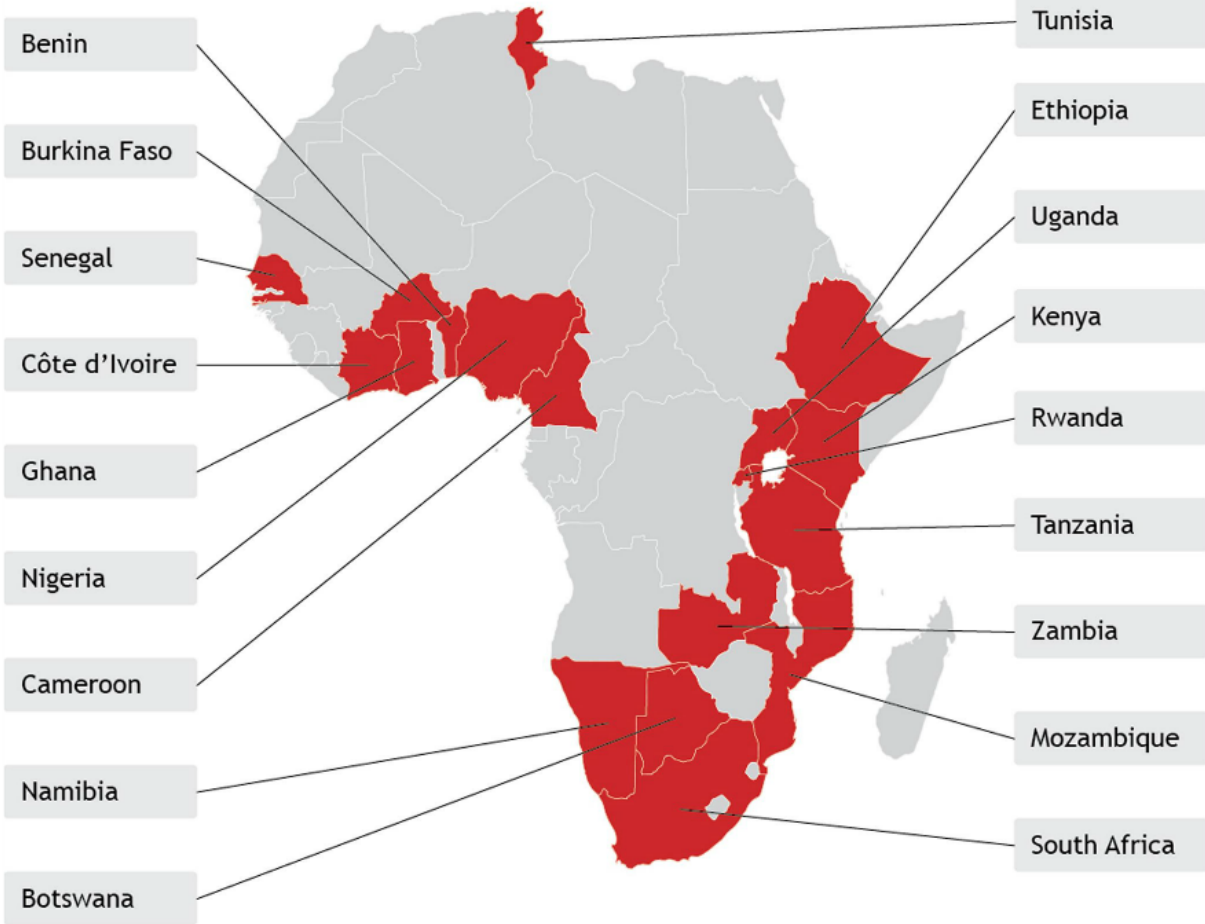 Benin
Burkina Faso
Senegal
Côte d’Ivoire
Ghana
Nigeria
Cameroon
Namibia
Botswana
Tunisia
Ethiopia
Uganda
Kenya
Rwanda
Tanzania
Zambia
Mozambique
South Africa